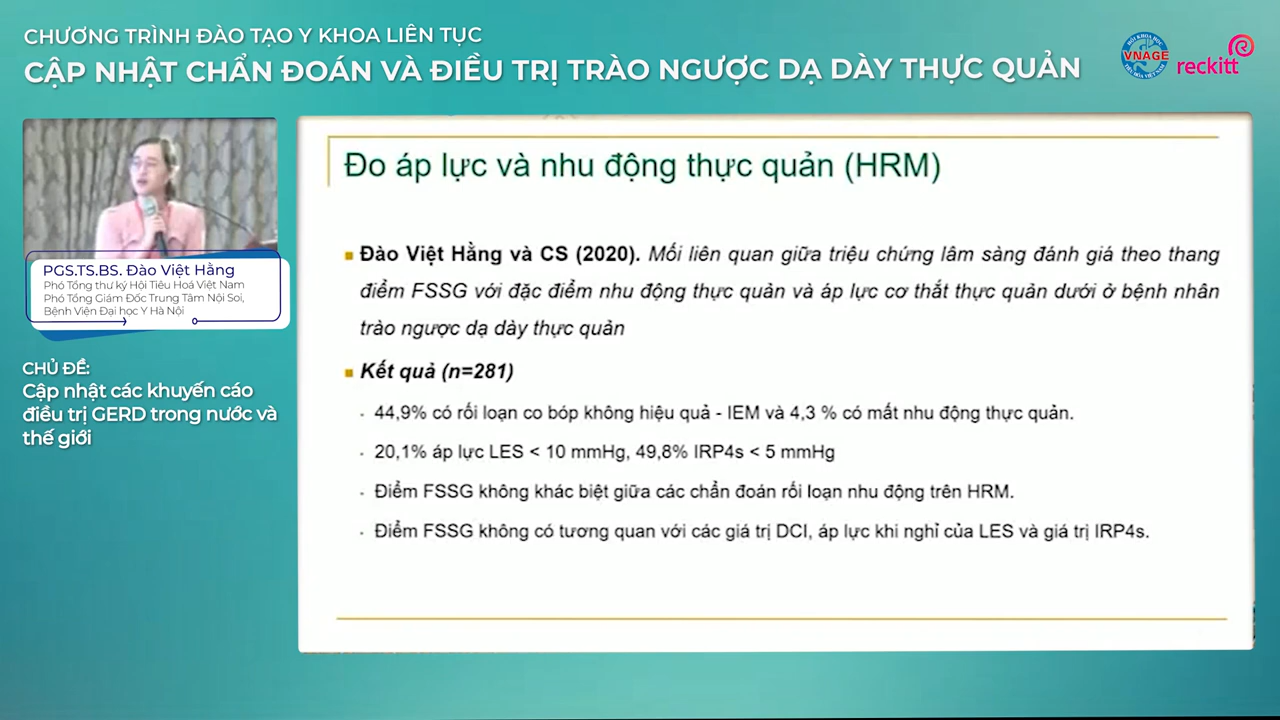 CHƯƠNG TRÌNH ĐÀO TẠO Y KHOA LIÊN TỤC
CẬP NHẬT CHẨN ĐOÁN VÀ ĐIỀU TRỊ TRÀO NGƯỢC DẠ DÀY THỰC QUẢN
HỘI KHOA HỌC
VNAGE
TIÊU HÓA VIỆT NAM
reckitt
PGS.TS.BS. Đào Việt Hằng
Phó Tổng thư ký Hội Tiêu Hoá Việt Nam
Phó Tổng Giám Đốc Trung Tâm Nội Soi,
Bệnh Viện Đại học Y Hà Nội
CHỦ ĐỀ:
Cập nhật các khuyến cáo
điều trị GERD trong nước và
thế giới
Đo áp lực và nhu động thực quản (HRM)
Đào Việt Hằng và CS (2020). Mối liên quan giữa triệu chứng lâm sàng đánh giá theo thang
điểm FSSG với đặc điểm nhu động thực quản và áp lực cơ thắt thực quản dưới ở bệnh nhân
trào ngược dạ dày thực quản
Kết quả (n=281)
44,9% có rối loạn co bóp không hiệu quả - IEM và 4,3 % có mất nhu động thực quản.
20,1% áp lực LES < 10 mmHg, 49,8% IRP4s < 5 mmHg
Điểm FSSG không khác biệt giữa các chẩn đoán rối loạn nhu động trên HRM.
Điểm FSSG không có tương quan với các giá trị DCI, áp lực khi nghỉ của LES và giá trị IRP4s.